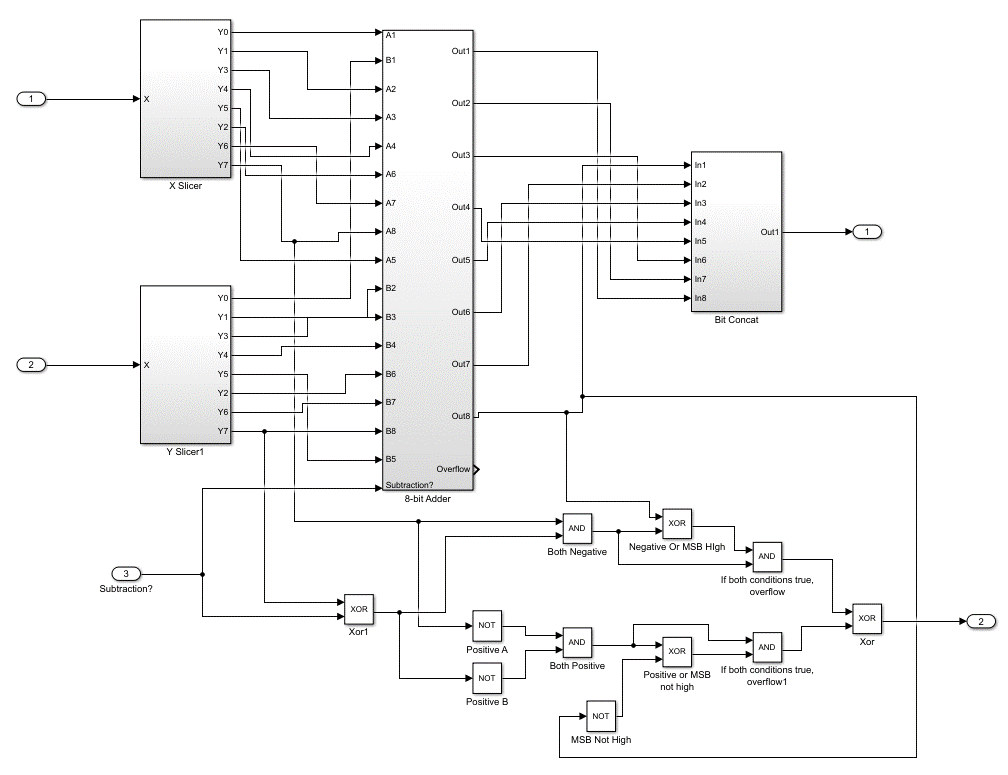 1
X
Y0
Y1
Y3
Y4
Y5
Y2
Y6
Y7
X Slicer
2
X
Y0
Y1
Y3
Y4
Y5
Y2
Y6
Y7
Y Slicer1
3
Subtraction?
A1
B1
A2
A3
A4
A6
A7
A8
A5
B2
B3
B4
B6
B7
B8
B5
Subtraction?
Out1
Out2
Out3
Out4
Out5
Out6
Out7
Out8
Overflow
8-bit Adder
In1
In2
In3
In4
In5
In6
In7
In8
Out1
Bit Concat
1
XOR
Xor1
AND
Both Negative
XOR
Negative Or MSB HIgh
AND
If both conditions true,
overflow
NOT
Positive A
NOT
Positive B
AND
Both Positive
XOR
Positive or MSB
not high
AND
If both conditions true,
overflow1
NOT
MSB Not High
XOR
Xor
2